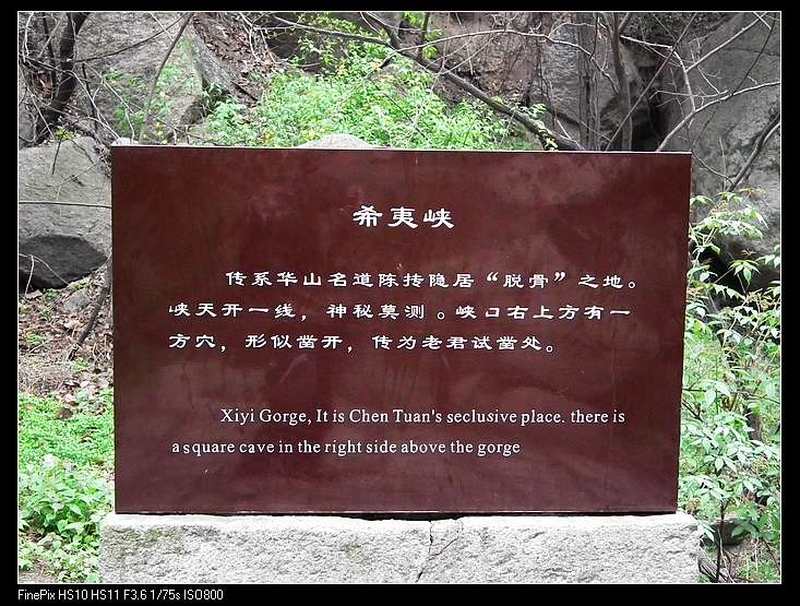 希夷峡
传系华山名道陈抟隐居“脱骨”之地。
峡天开一线，神秘莫测。峡口右上方有一
方穴，形似凿开，传为老君试凿处。
Xiyi Gorge, It is Chen Tuan's seclusive place. there is
a square cave in the right side above the gorge
FinePix HS10 HS11 F3.6 1/75s ISO800